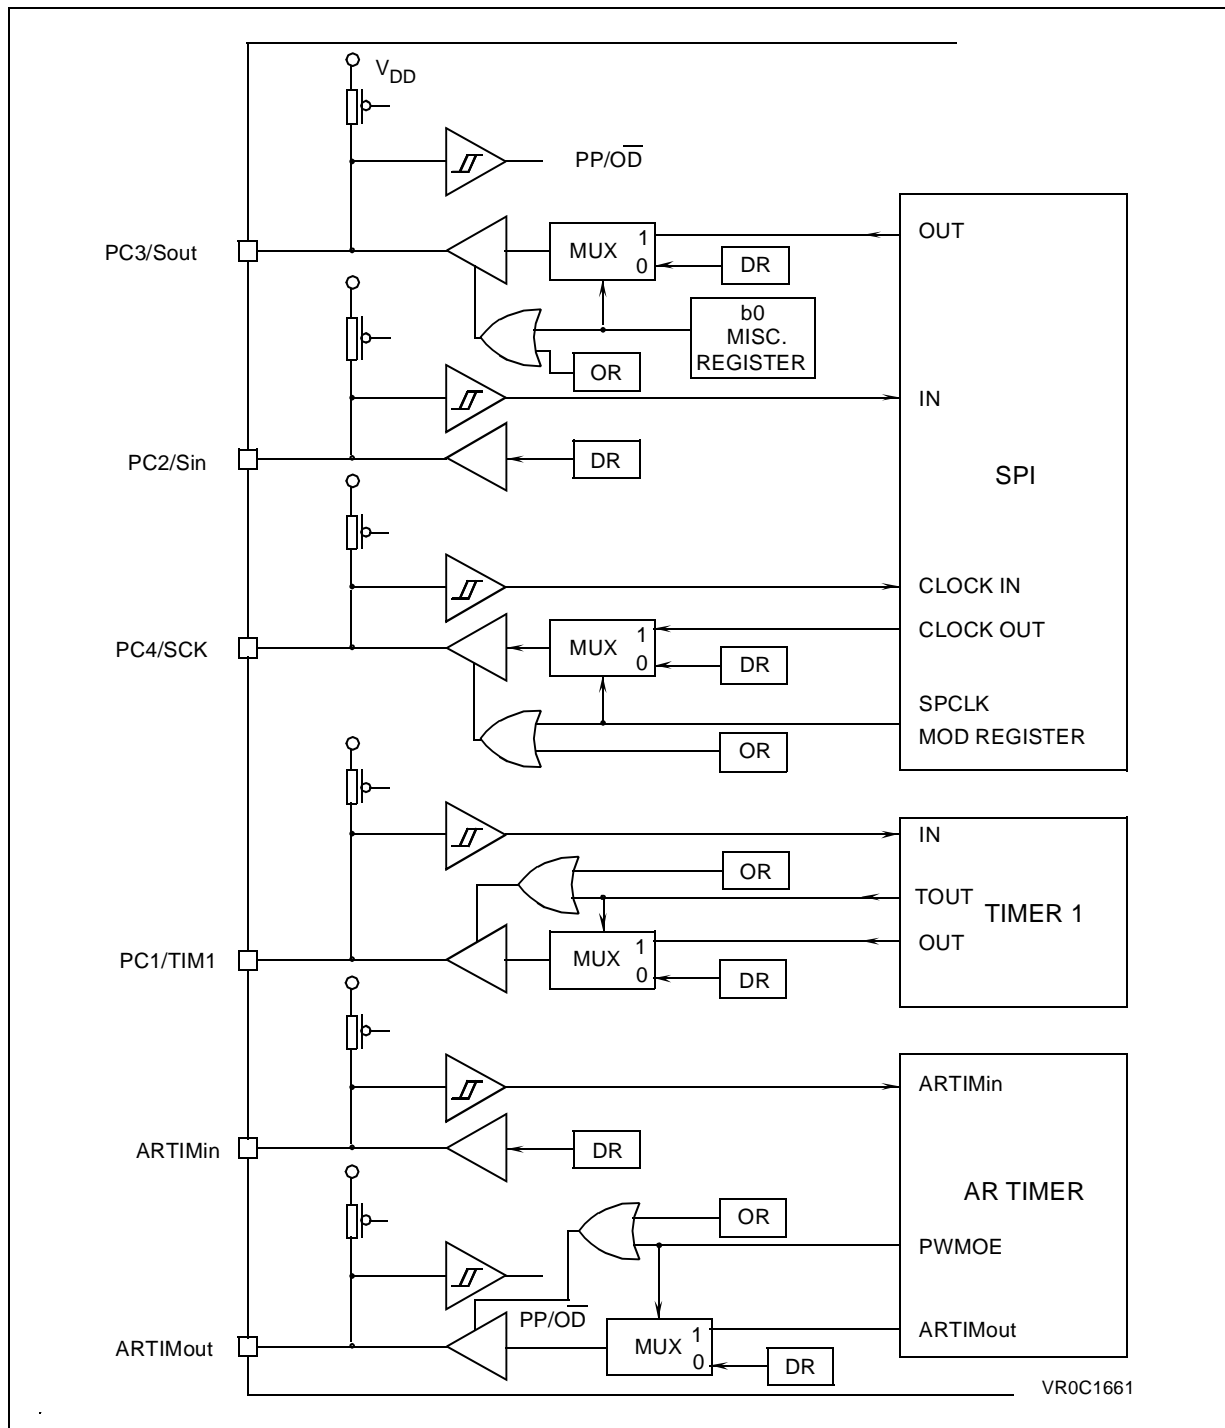 VDD
PP/OD
PC3/Sout
MUX 1 0
OUT
DR
b0 MISC. REGISTER
OR
IN
PC2/Sin
DR
SPI
CLOCK IN
PC4/SCK
MUX 1 0
CLOCK OUT
DR
SPCLK
MOD REGISTER
OR
IN
OR
TOUT
TIMER 1
PC1/TIM1
MUX 1 0
OUT
DR
ARTIMin
ARTIMin
DR
AR TIMER
OR
PWMOE
PP/OD
ARTIMout
MUX 1 0
ARTIMout
DR
VR0C1661